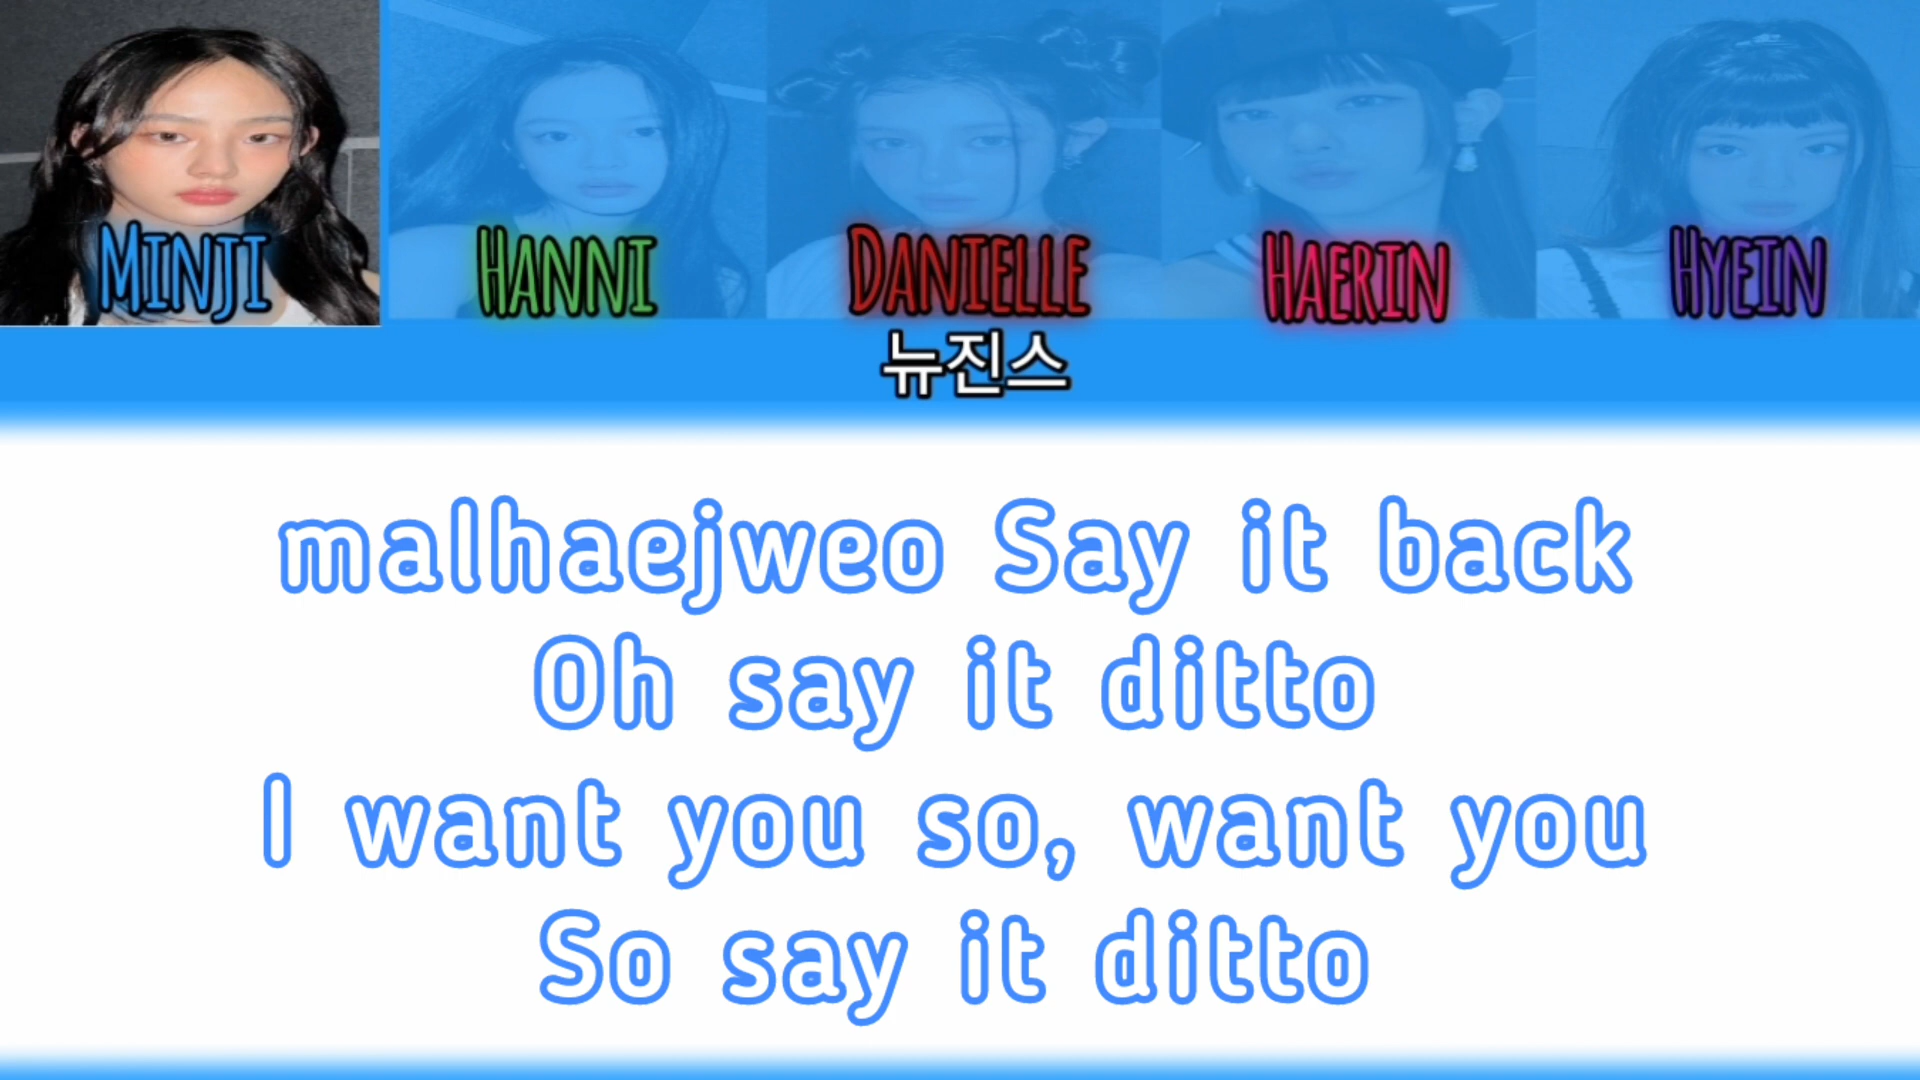 MINJI HANNI DANIELLE HAERIN HYEIN
뉴진스
malhaejweo Say it back
Oh say it ditto
I want you so, want you
So say it ditto